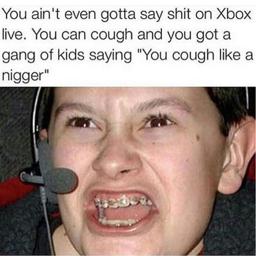 You ain't even gotta say shit on Xbox
live. You can cough and you got a
gang of kids saying "You cough like a
nigger"